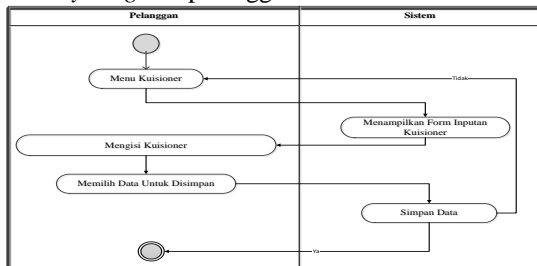 Pelanggan
Sistem
Menu Kuisioner
Tidak
Menampilkan Form Inputan
Kuisioner
Mengisi Kuisioner
Memilih Data Untuk Disimpan
Simpan Data
Ya